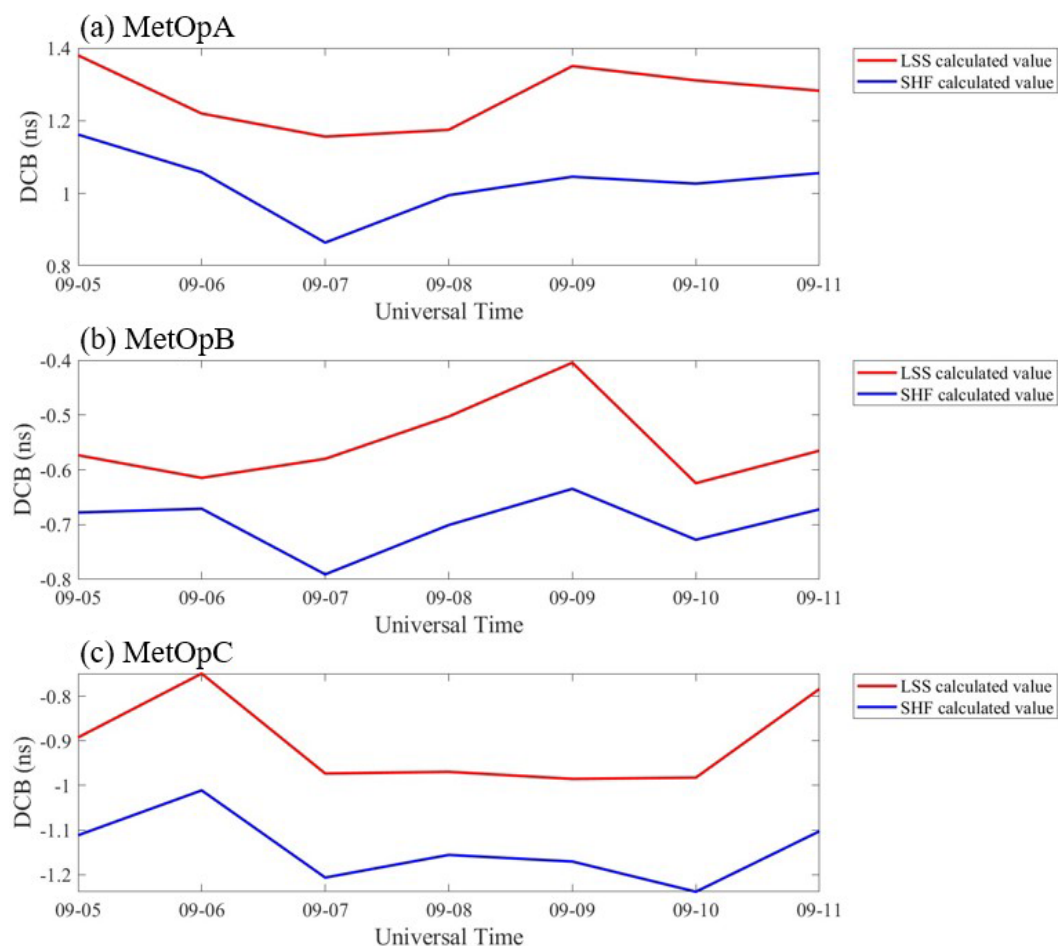 (a) MetOpA
1.4
1.2
1
0.8
DCB (ns)
09-05 09-06 09-07 09-08 09-09 09-10 09-11
Universal Time
LSS calculated value
SHF calculated value
(b) MetOpB
-0.4
-0.5
-0.6
-0.7
-0.8
DCB (ns)
09-05 09-06 09-07 09-08 09-09 09-10 09-11
Universal Time
LSS calculated value
SHF calculated value
(c) MetOpC
-0.8
-0.9
-1
-1.1
-1.2
DCB (ns)
09-05 09-06 09-07 09-08 09-09 09-10 09-11
Universal Time
LSS calculated value
SHF calculated value